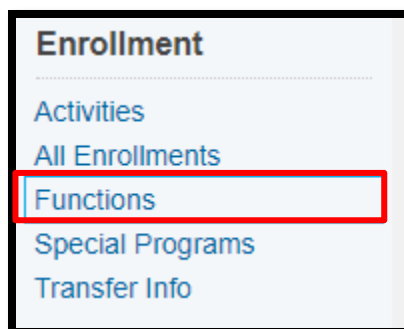 Enrollment
Activities
All Enrollments
Functions
Special Programs
Transfer Info